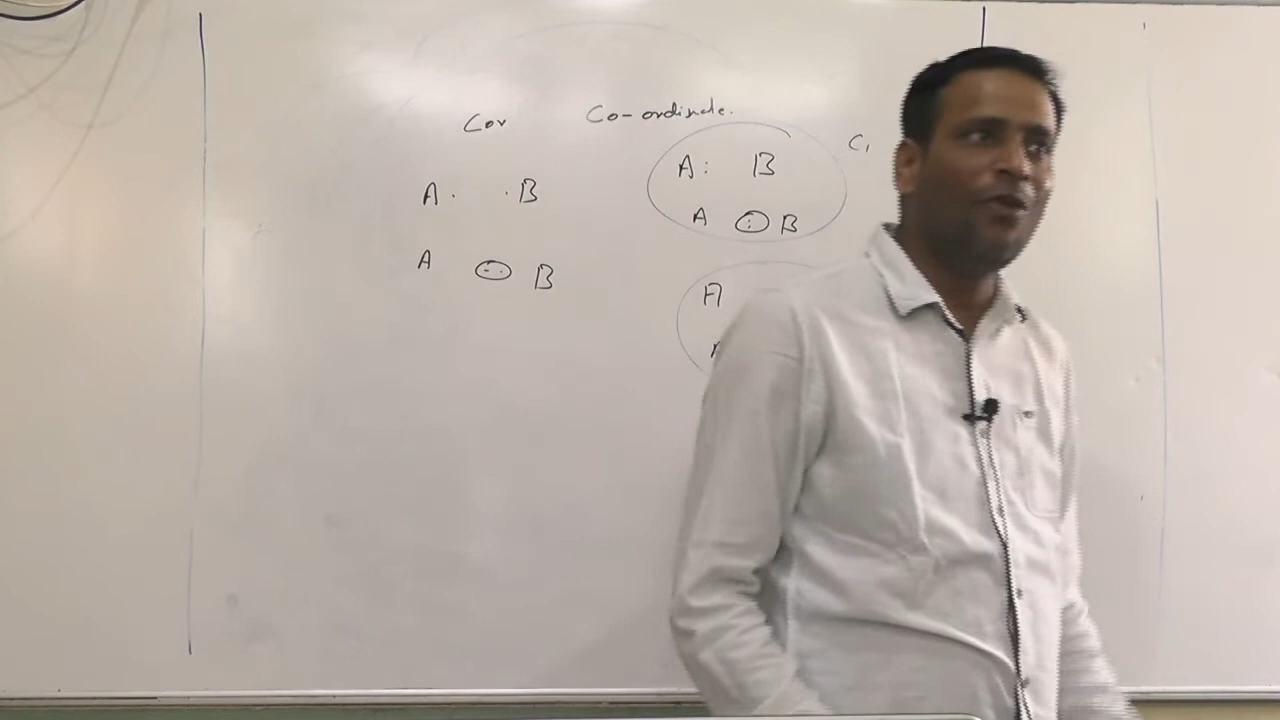 Cov Co-ordinate.
A. .B A: B C,
A .. B A : B
A